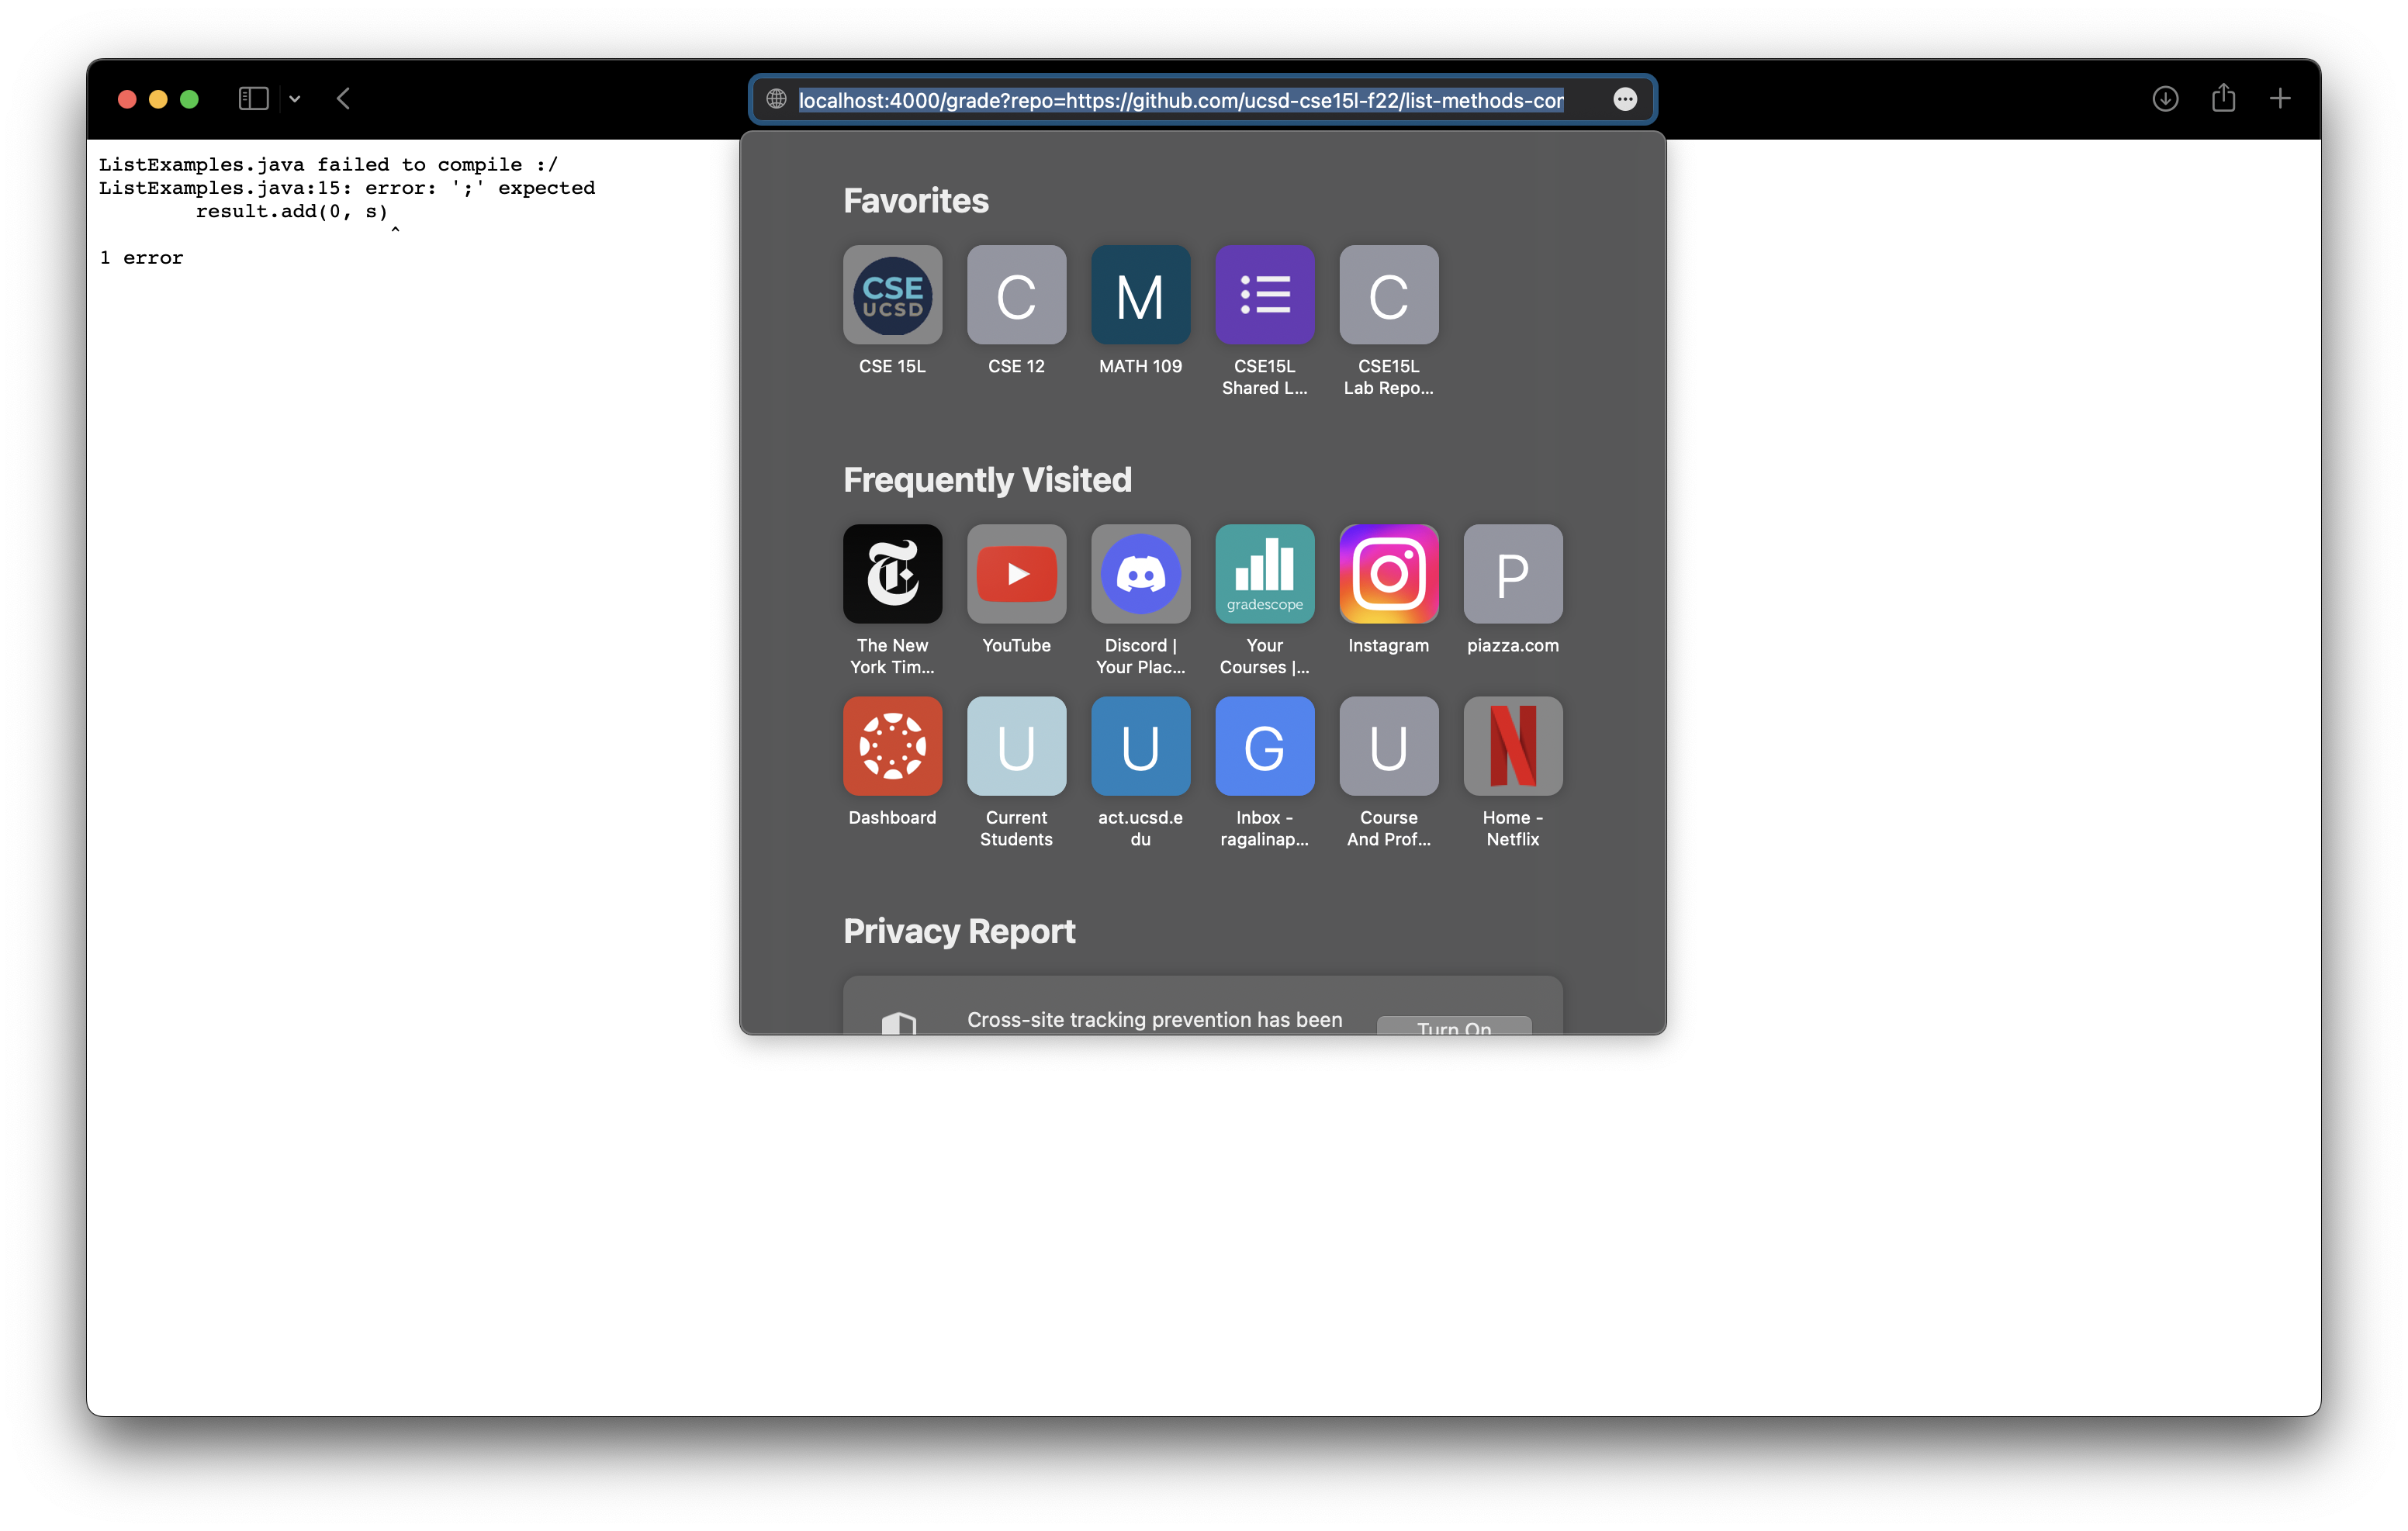 localhost:4000/grade?repo=https://github.com/ucsd-cse15l-f22/list-methods-cor
ListExamples.java failed to compile :/
ListExamples.java:15: error: ';' expected
        result.add(0, s)
                        ^
1 error
Favorites
CSE
UCSD
C
M
C
CSE 15L
CSE 12
MATH 109
CSE15L
Shared L...
CSE15L
Lab Repo...
Frequently Visited
gradescope
P
The New
York Tim...
YouTube
Discord |
Your Plac...
Your
Courses |...
Instagram
piazza.com
U
U
G
U
N
Dashboard
Current
Students
act.ucsd.e
du
Inbox -
ragalinap...
Course
And Prof...
Home -
Netflix
Privacy Report
Cross-site tracking prevention has been
Turn On